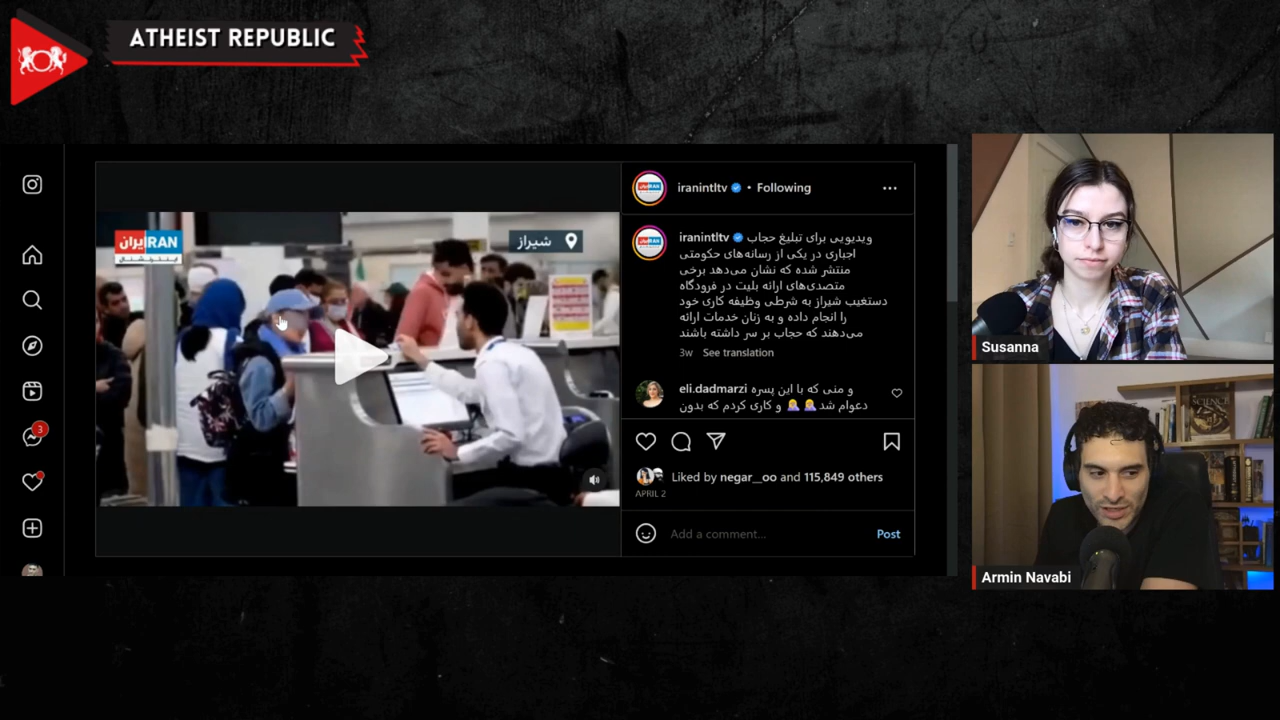 ATHEIST REPUBLIC
ایران IRAN
شیراز
iranintltv • Following
iranintltv ویدیویی برای تبلیغ حجاب
اجباری در یکی از رسانه‌های حکومتی
منتشر شده که نشان می‌دهد برخی
متصدی‌های ارائه بلیت در فرودگاه
دستغیب شیراز به شرطی وظیفه کاری خود
را انجام داده و به زنان خدمات ارائه
می‌دهند که حجاب بر سر داشته باشند
3w See translation
eli.dadmarzi و منی که با این پسره
دعوام شد🤦🏼‍♀️🤦🏼‍♀️ و کاری کردم که بدون
3
Liked by negar__oo and 115,849 others
APRIL 2
Add a comment... Post
Susanna
SCIENCE
Armin Navabi